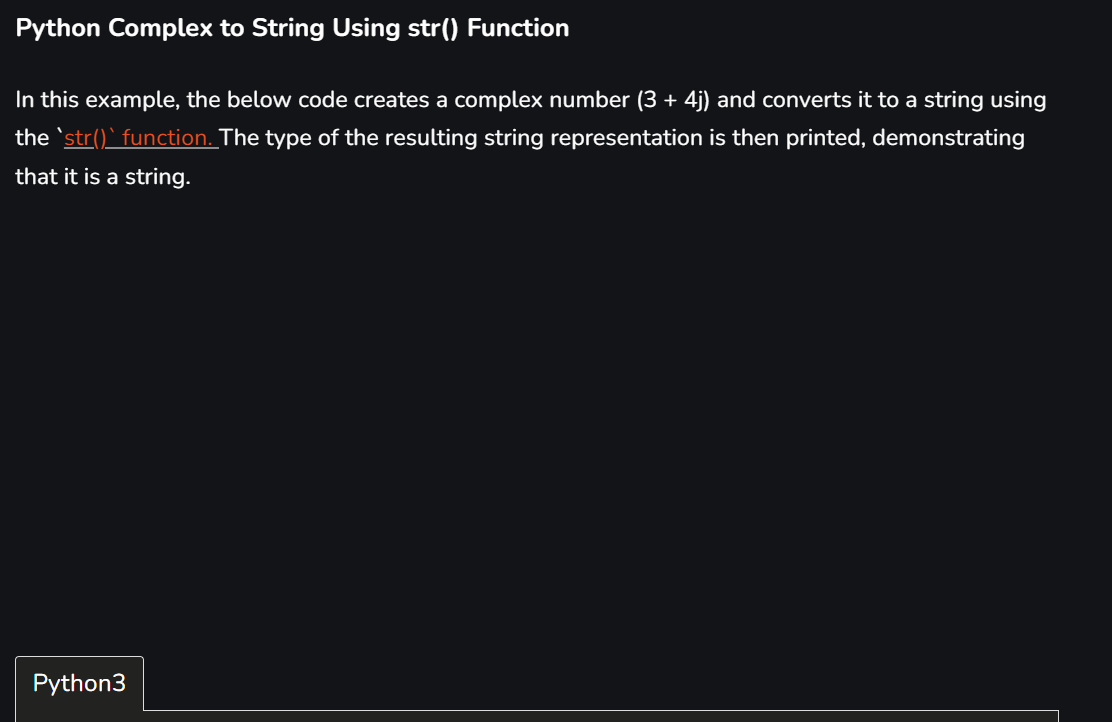 Python Complex to String Using str() Function
In this example, the below code creates a complex number (3 + 4j) and converts it to a string using
the `str()` function. The type of the resulting string representation is then printed, demonstrating
that it is a string.
Python3